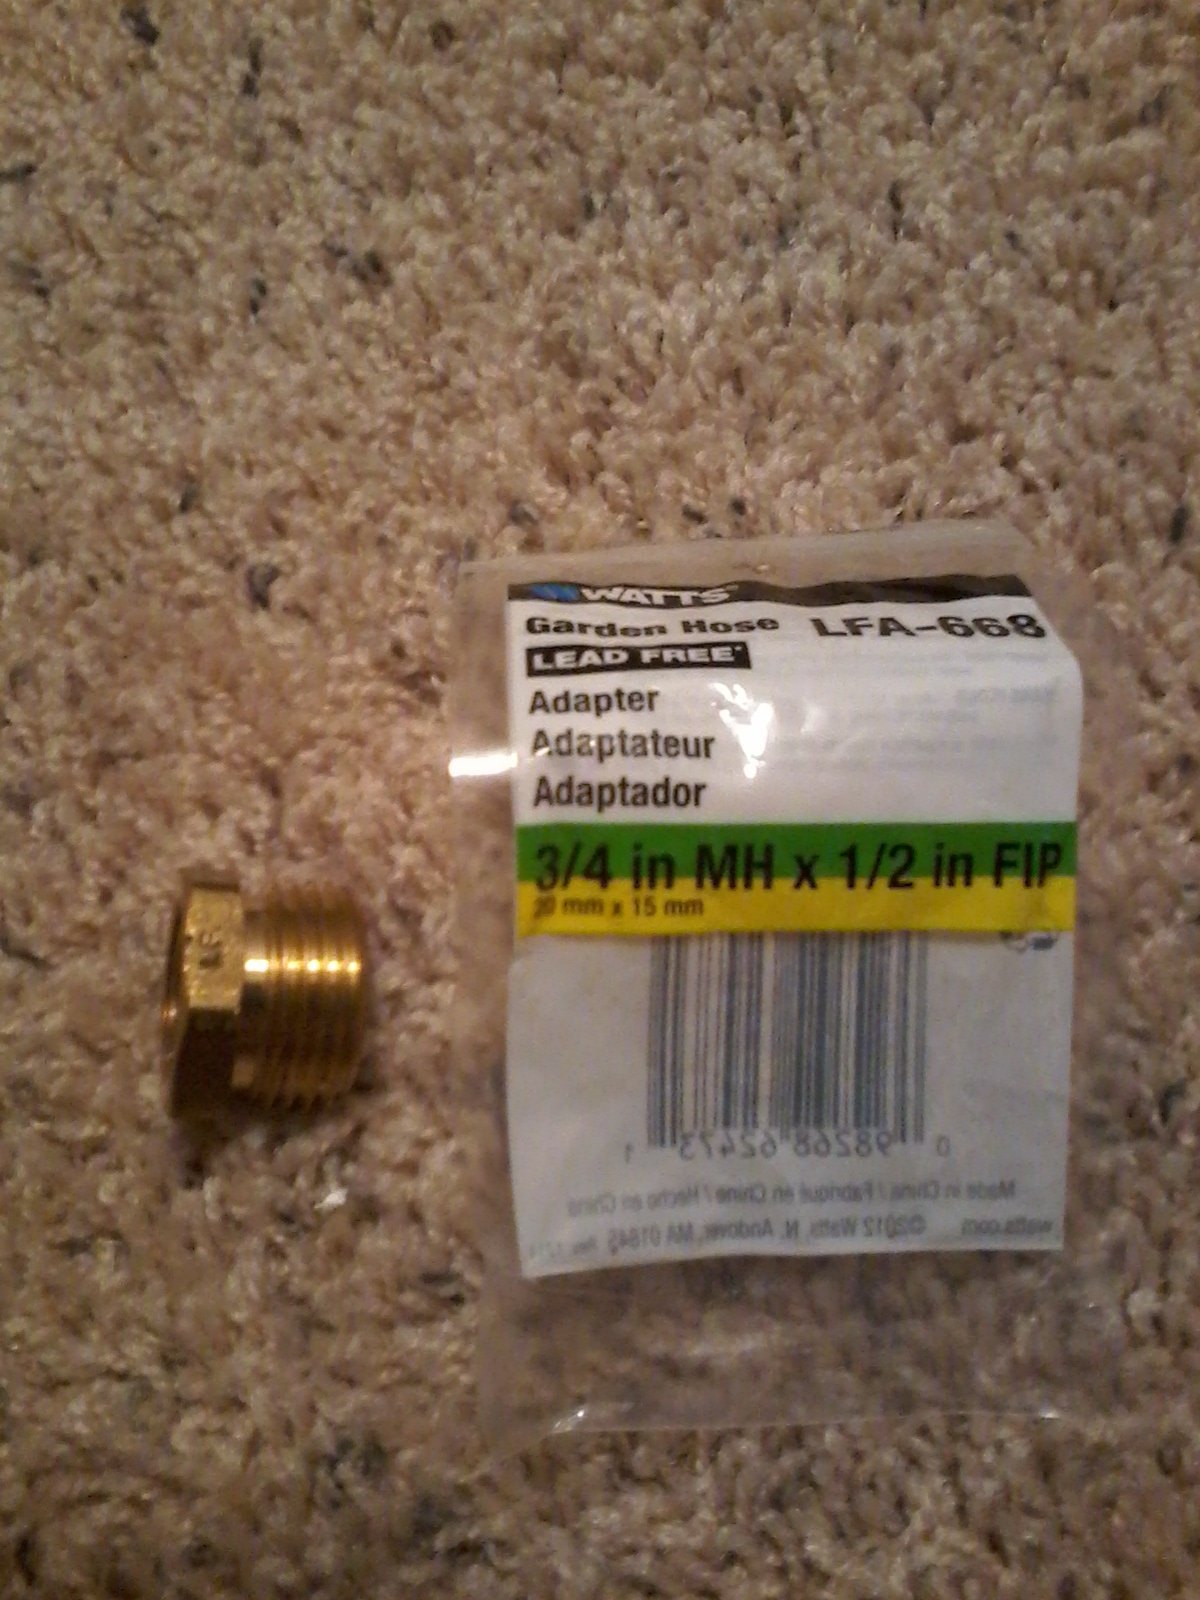 WATTS
Garden Hose LFA-668
LEAD FREE*
Adapter
Adaptateur
Adaptador
3/4 in MH x 1/2 in FIP
20 mm x 15 mm
0 98268 62473 1
Made in China / Fabriqué en Chine / Hecho en China
watts.com ©2012 Watts, N. Andover, MA 01845
LF